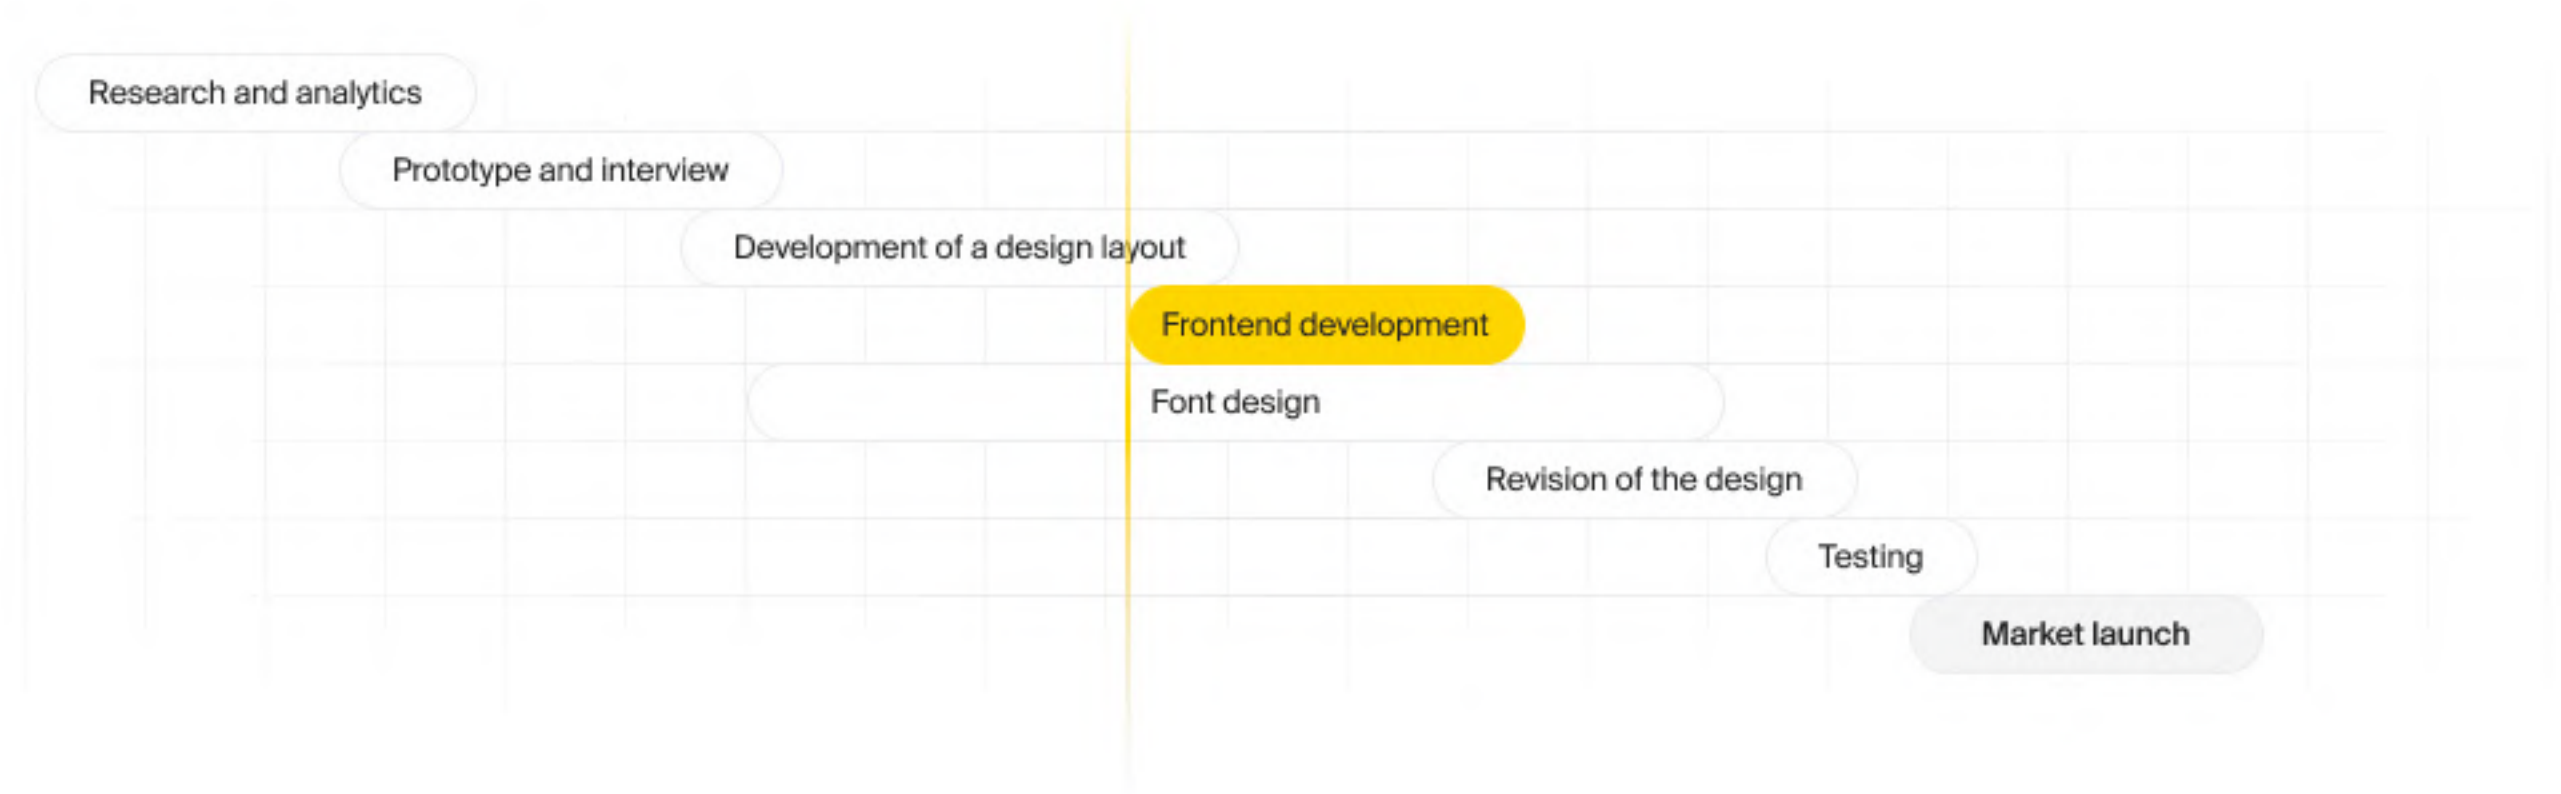 Research and analytics
Prototype and interview
Development of a design layout
Frontend development
Font design
Revision of the design
Testing
Market launch